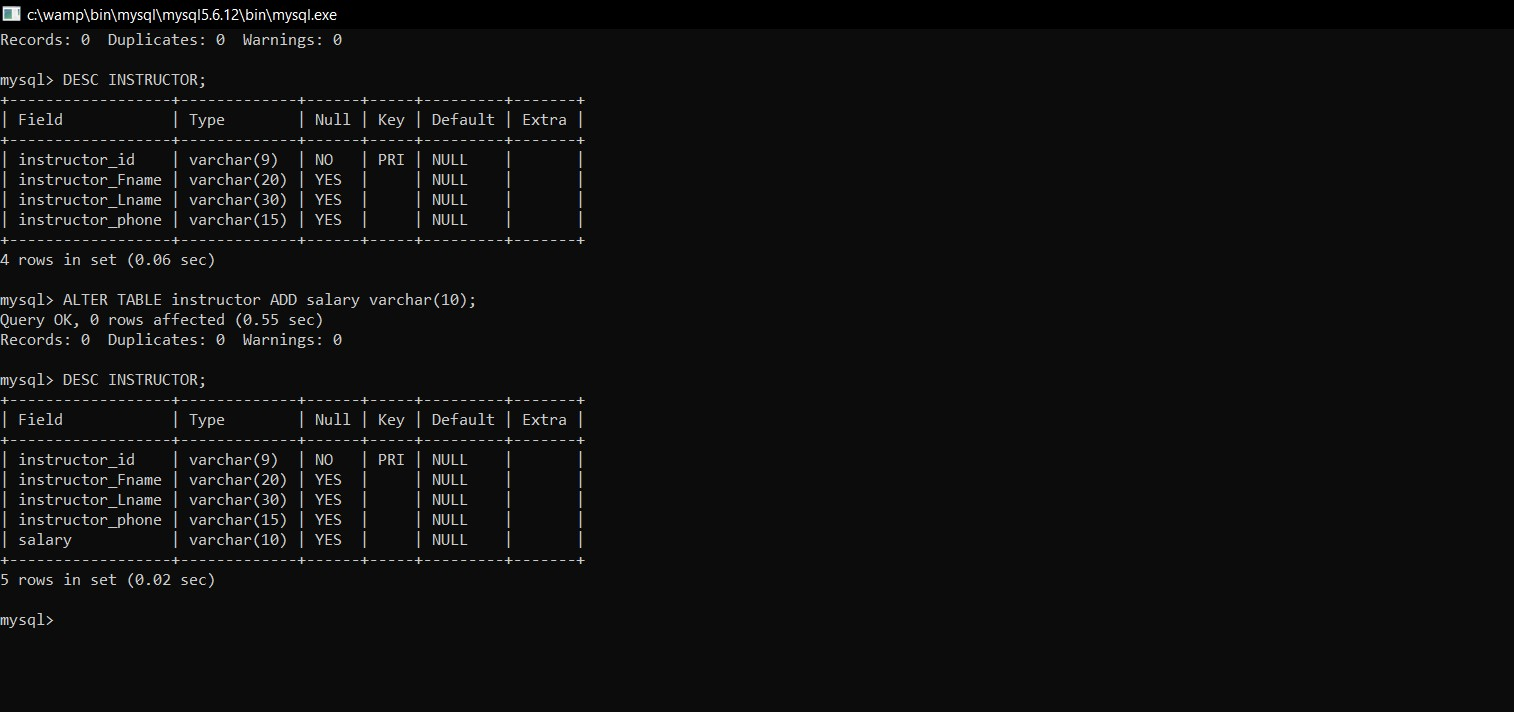 c:\wamp\bin\mysql\mysql5.6.12\bin\mysql.exe
Records: 0  Duplicates: 0  Warnings: 0

mysql> DESC INSTRUCTOR;
+------------------+-------------+------+-----+---------+-------+
| Field            | Type        | Null | Key | Default | Extra |
+------------------+-------------+------+-----+---------+-------+
| instructor_id    | varchar(9)  | NO   | PRI | NULL    |       |
| instructor_Fname | varchar(20) | YES  |     | NULL    |       |
| instructor_Lname | varchar(30) | YES  |     | NULL    |       |
| instructor_phone | varchar(15) | YES  |     | NULL    |       |
+------------------+-------------+------+-----+---------+-------+
4 rows in set (0.06 sec)

mysql> ALTER TABLE instructor ADD salary varchar(10);
Query OK, 0 rows affected (0.55 sec)
Records: 0  Duplicates: 0  Warnings: 0

mysql> DESC INSTRUCTOR;
+------------------+-------------+------+-----+---------+-------+
| Field            | Type        | Null | Key | Default | Extra |
+------------------+-------------+------+-----+---------+-------+
| instructor_id    | varchar(9)  | NO   | PRI | NULL    |       |
| instructor_Fname | varchar(20) | YES  |     | NULL    |       |
| instructor_Lname | varchar(30) | YES  |     | NULL    |       |
| instructor_phone | varchar(15) | YES  |     | NULL    |       |
| salary           | varchar(10) | YES  |     | NULL    |       |
+------------------+-------------+------+-----+---------+-------+
5 rows in set (0.02 sec)

mysql>